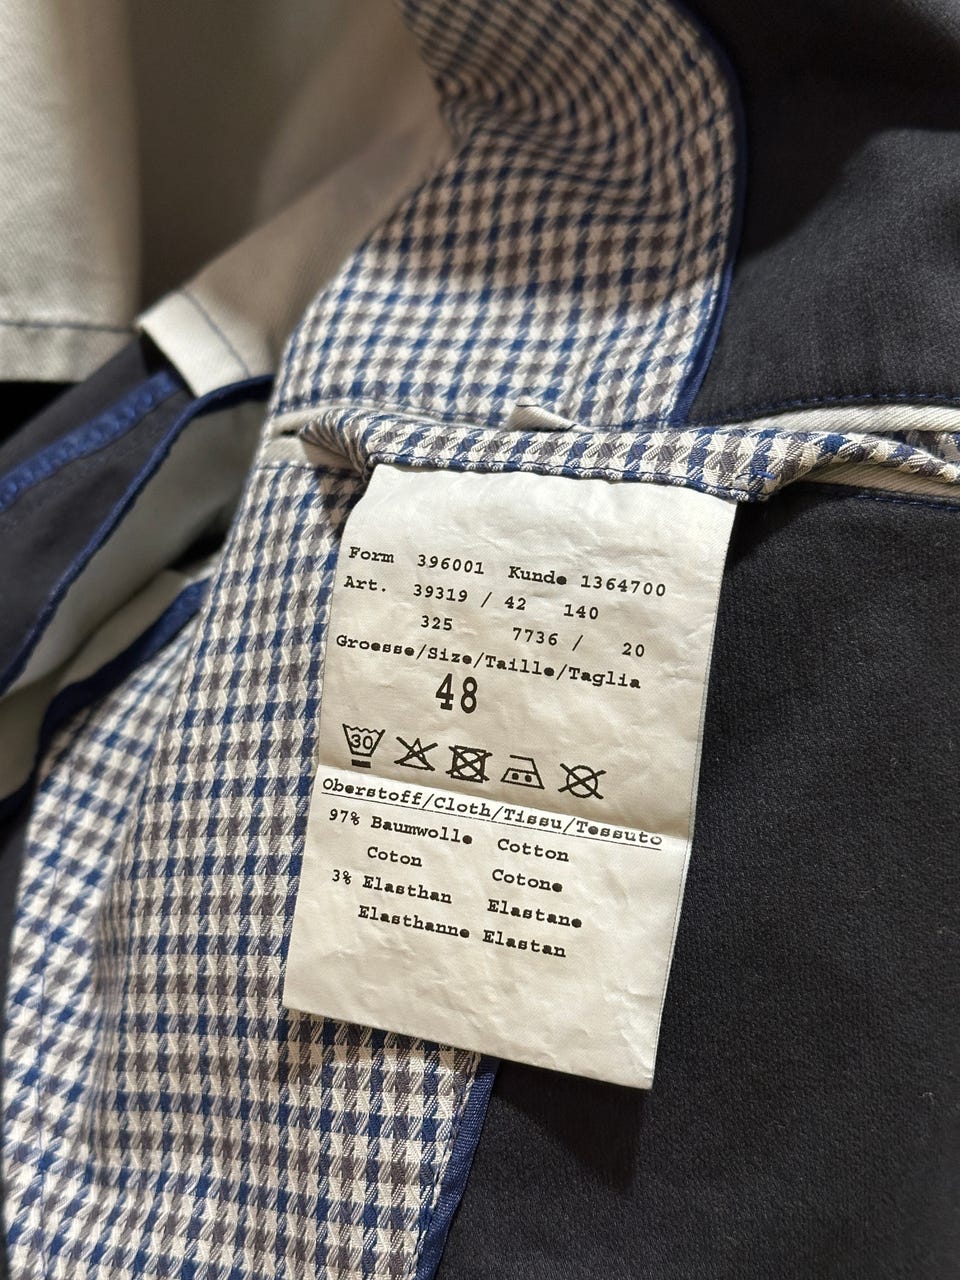 Form 396001 Kunde 1364700
Art. 39319 / 42 140
325 7736 / 20
Groesse/Size/Taille/Taglia
48
30
Oberstoff/Cloth/Tissu/Tessuto
97% Baumwolle Cotton
Coton Cotone
3% Elasthan Elastane
Elasthanne Elastan